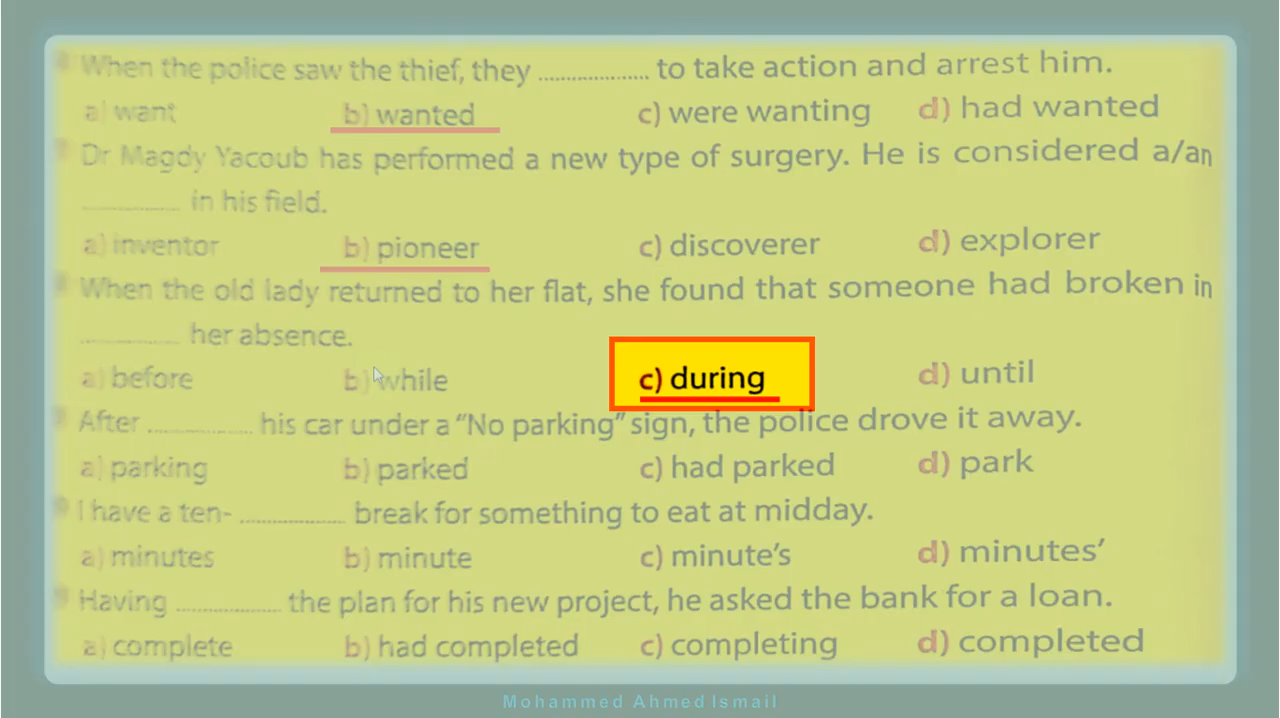 When the police saw the thief, they .................... to take action and arrest him.
a) want b) wanted c) were wanting d) had wanted
Dr Magdy Yacoub has performed a new type of surgery. He is considered a/an
.................. in his field.
a) inventor b) pioneer c) discoverer d) explorer
When the old lady returned to her flat, she found that someone had broken in
.................. her absence.
a) before b) while c) during d) until
After ................... his car under a “No parking” sign, the police drove it away.
a) parking b) parked c) had parked d) park
I have a ten- ................... break for something to eat at midday.
a) minutes b) minute c) minute’s d) minutes’
Having ................... the plan for his new project, he asked the bank for a loan.
a) complete b) had completed c) completing d) completed
Mohammed Ahmed Ismail